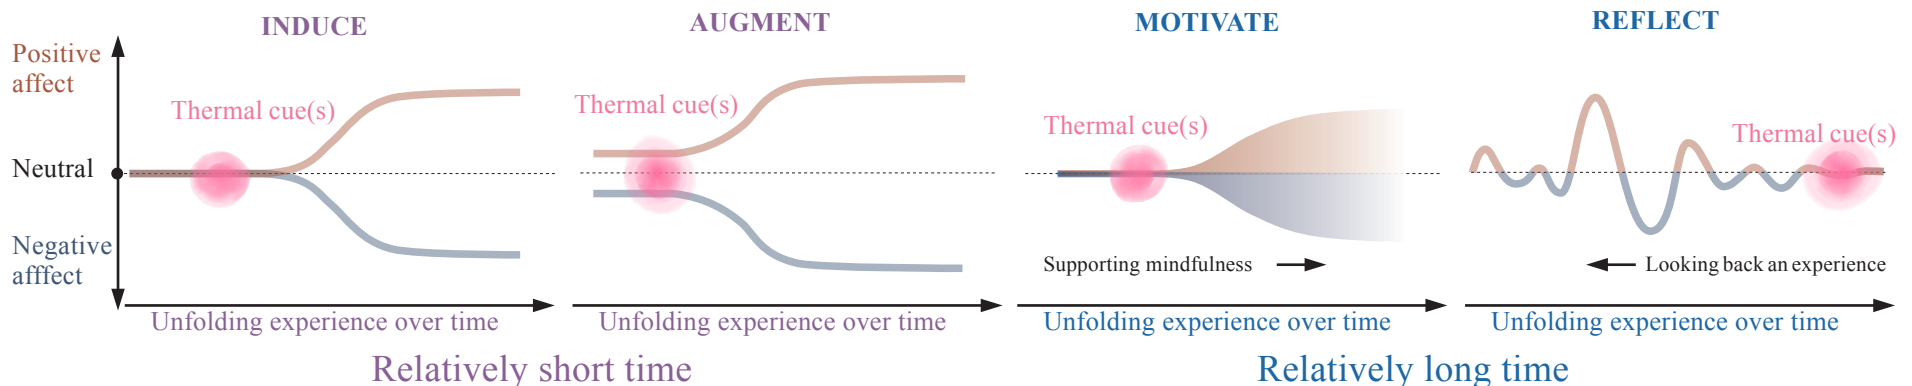 INDUCE
AUGMENT
MOTIVATE
REFLECT
Positive
affect
Neutral
Negative
afffect
Thermal cue(s)
Thermal cue(s)
Thermal cue(s)
Thermal cue(s)
Supporting mindfulness
Looking back an experience
Unfolding experience over time
Unfolding experience over time
Unfolding experience over time
Unfolding experience over time
Relatively short time
Relatively long time